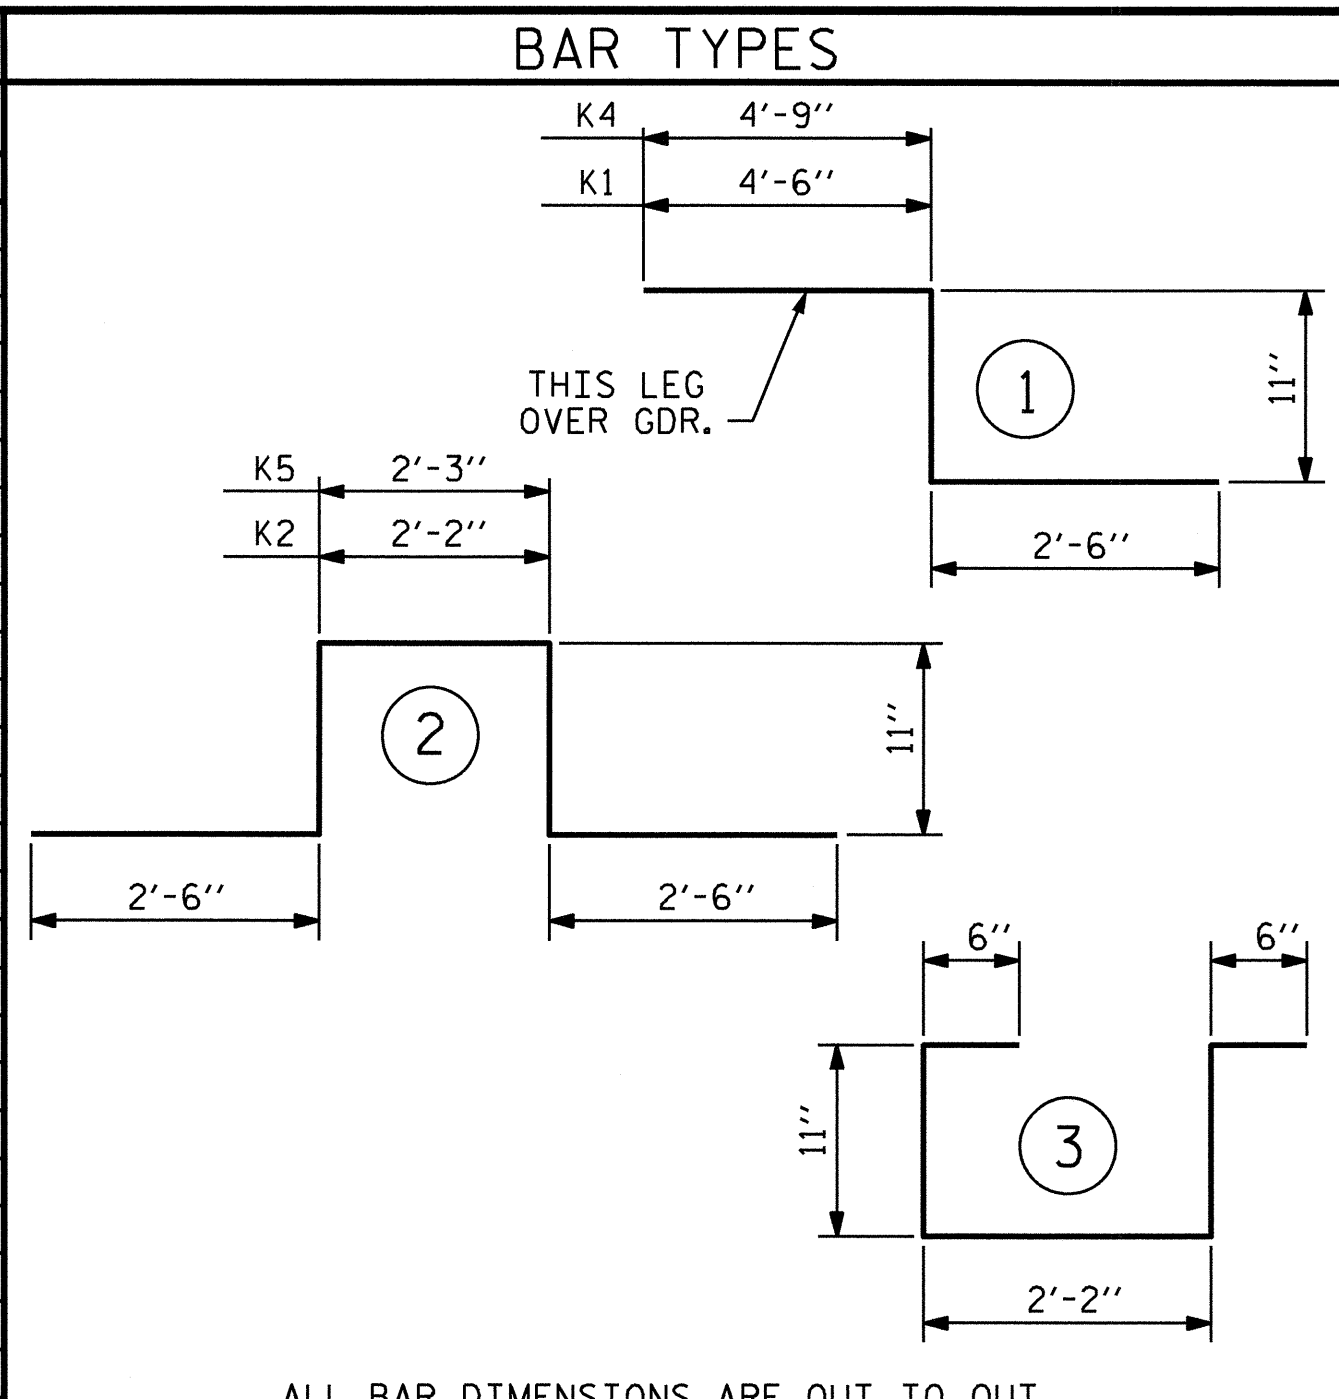 BAR TYPES
K4 4'-9"
K1 4'-6"
THIS LEG
OVER GDR.
1
11"
2'-6"
K5 2'-3"
K2 2'-2"
2
11"
2'-6" 2'-6"
6" 6"
11"
3
2'-2"
ALL BAR DIMENSIONS ARE OUT TO OUT